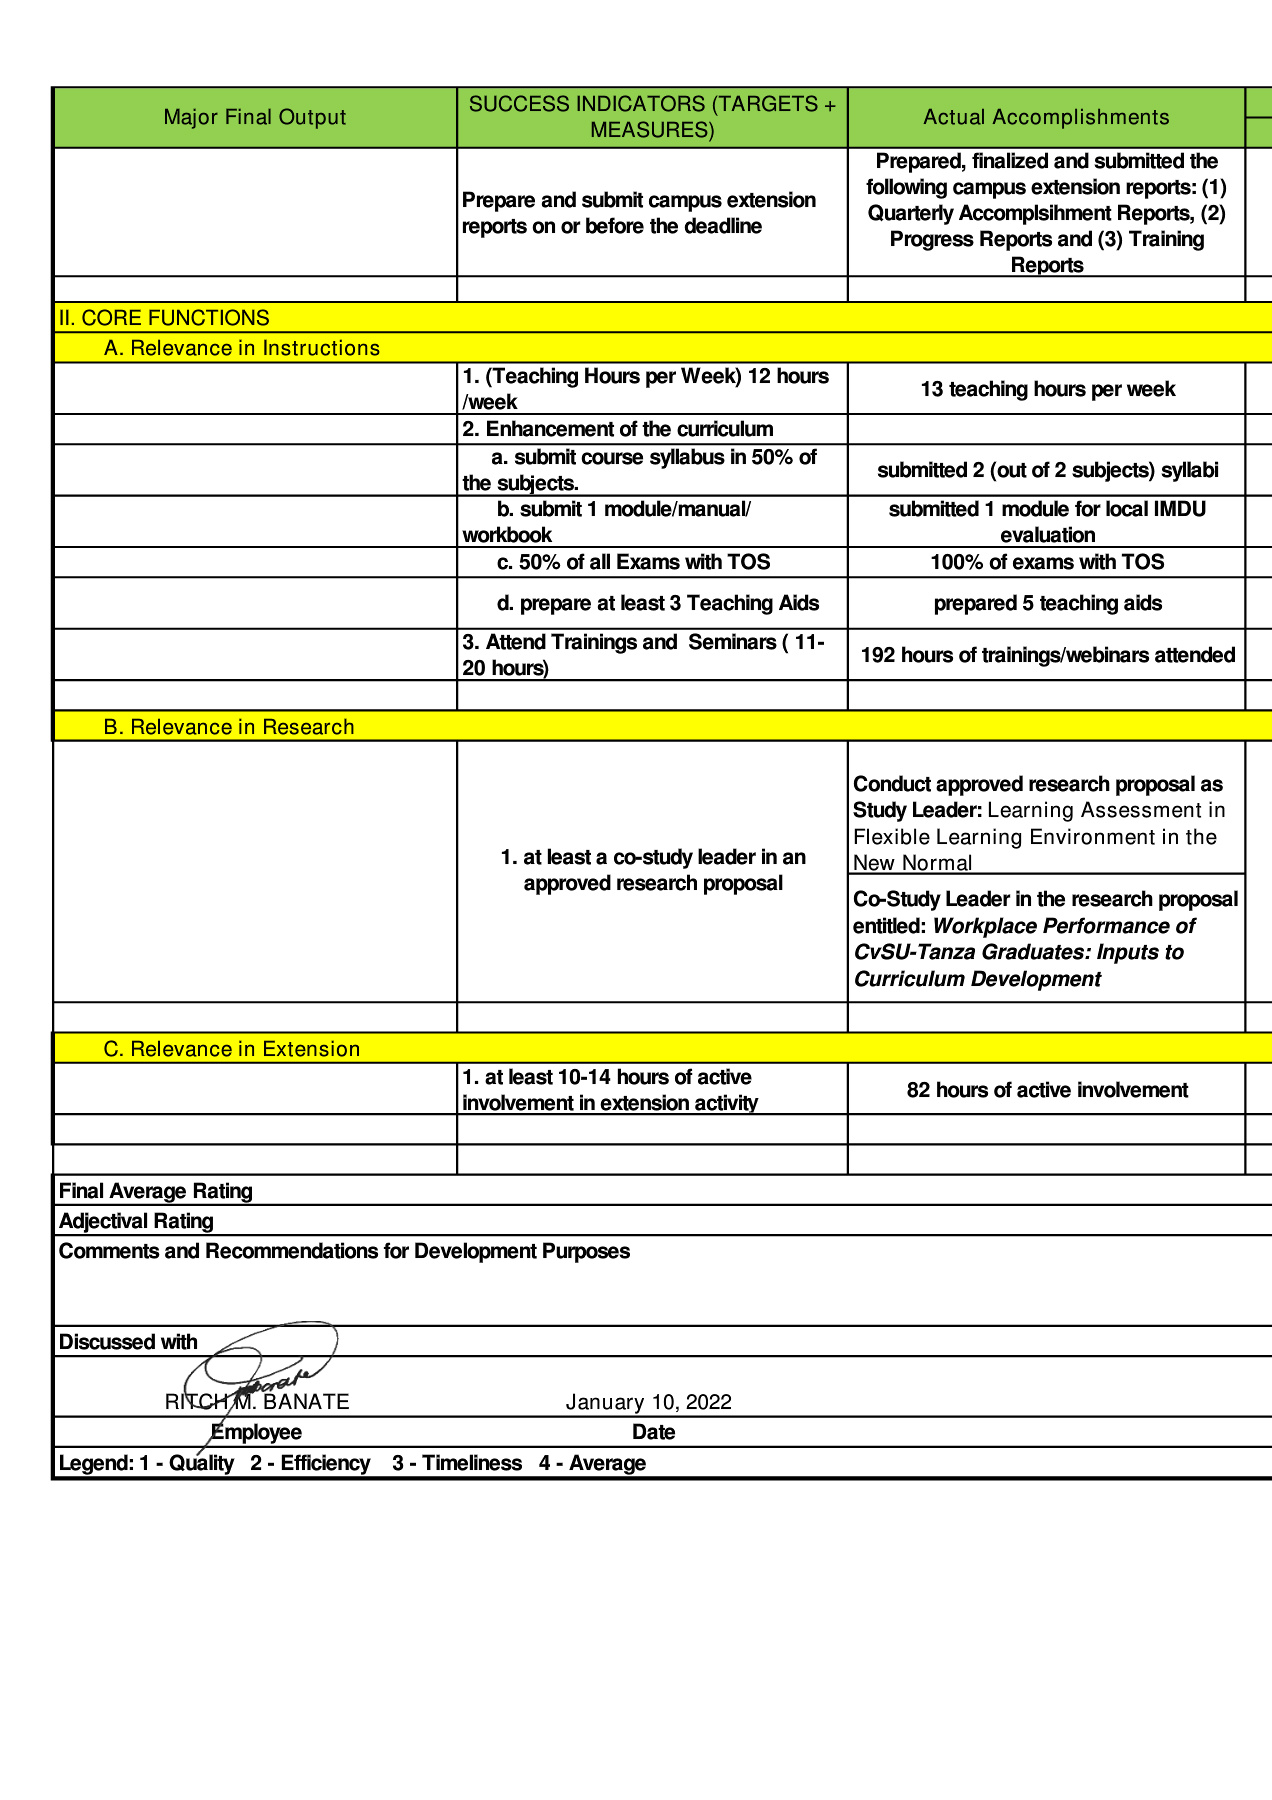 Major Final Output
SUCCESS INDICATORS (TARGETS +
MEASURES)
Actual Accomplishments
Prepare and submit campus extension
reports on or before the deadline
Prepared, finalized and submitted the
following campus extension reports: (1)
Quarterly Accomplsihment Reports, (2)
Progress Reports and (3) Training
Reports
II. CORE FUNCTIONS
A. Relevance in Instructions
1. (Teaching Hours per Week) 12 hours
/week
13 teaching hours per week
2. Enhancement of the curriculum
a. submit course syllabus in 50% of
the subjects.
submitted 2 (out of 2 subjects) syllabi
b. submit 1 module/manual/
workbook
submitted 1 module for local IMDU
evaluation
c. 50% of all Exams with TOS
100% of exams with TOS
d. prepare at least 3 Teaching Aids
prepared 5 teaching aids
3. Attend Trainings and  Seminars ( 11-
20 hours)
192 hours of trainings/webinars attended
B. Relevance in Research
1. at least a co-study leader in an
approved research proposal
Conduct approved research proposal as
Study Leader: Learning Assessment in
Flexible Learning Environment in the
New Normal
Co-Study Leader in the research proposal
entitled: Workplace Performance of
CvSU-Tanza Graduates: Inputs to
Curriculum Development
C. Relevance in Extension
1. at least 10-14 hours of active
involvement in extension activity
82 hours of active involvement
Final Average Rating
Adjectival Rating
Comments and Recommendations for Development Purposes
Discussed with
RITCH M. BANATE
January 10, 2022
Employee
Date
Legend: 1 - Quality   2 - Efficiency    3 - Timeliness   4 - Average